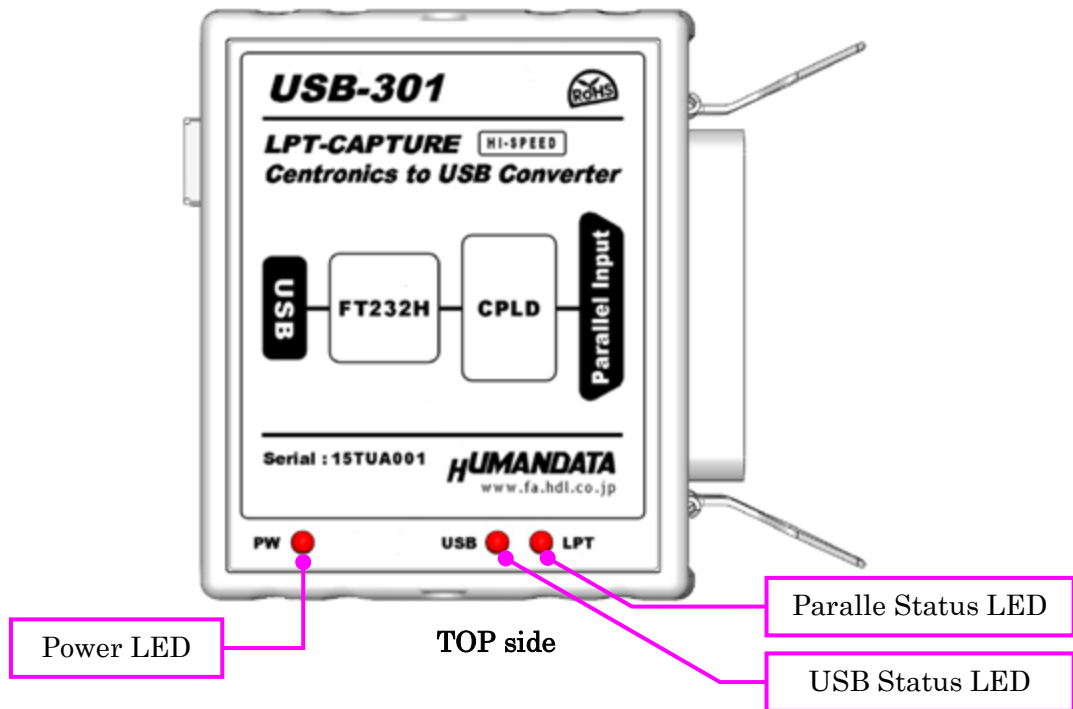 USB-301
RoHS
LPT-CAPTURE HI-SPEED
Centronics to USB Converter
USB
FT232H
CPLD
Parallel Input
Serial : 15TUA001
HUMANDATA
www.fa.hdl.co.jp
PW
USB
LPT
Power LED
TOP side
Paralle Status LED
USB Status LED